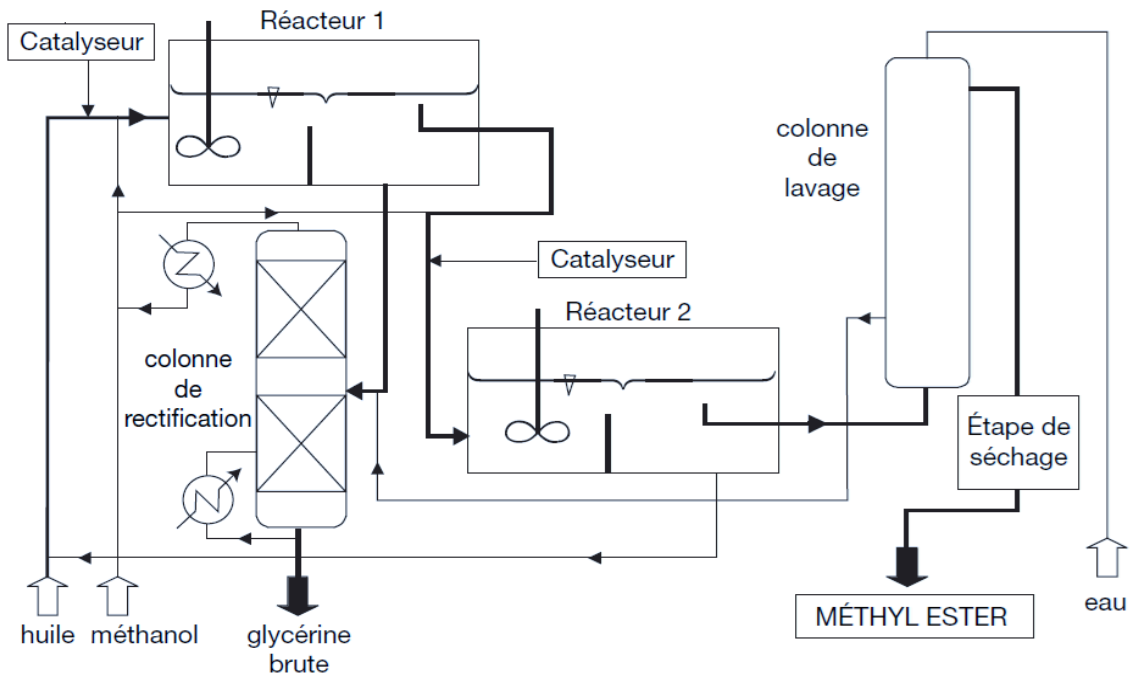 Réacteur 1
Catalyseur
colonne
de
lavage
Catalyseur
Réacteur 2
colonne
de
rectification
Étape de
séchage
huile
méthanol
glycérine
brute
MÉTHYL ESTER
eau